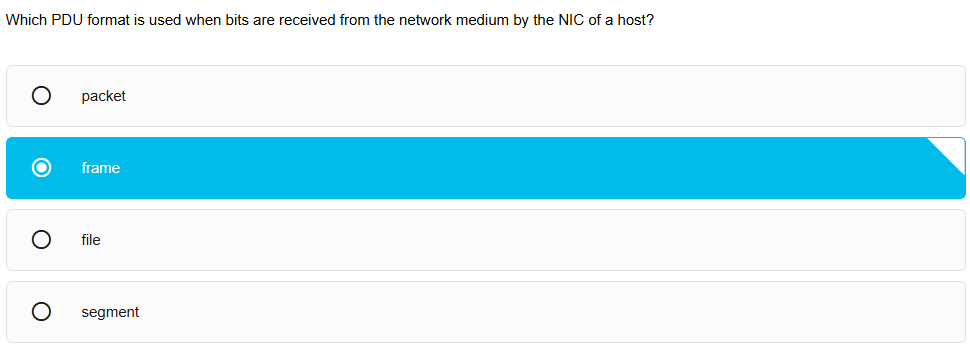 Which PDU format is used when bits are received from the network medium by the NIC of a host?
packet
frame
file
segment